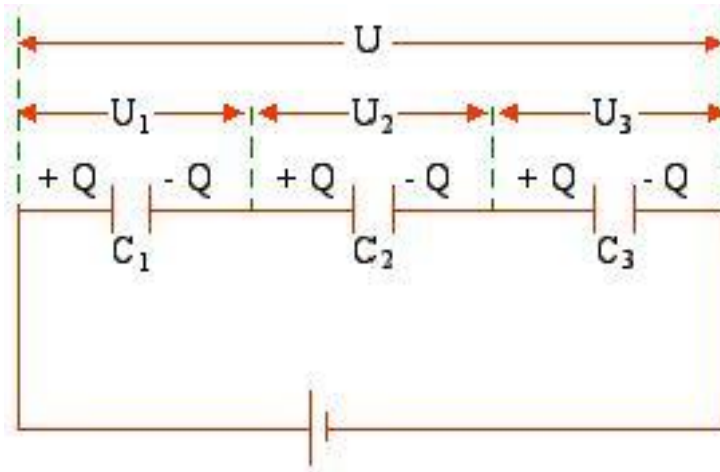 U
U₁ U₂ U₃
+ Q - Q + Q - Q + Q - Q
C₁ C₂ C₃